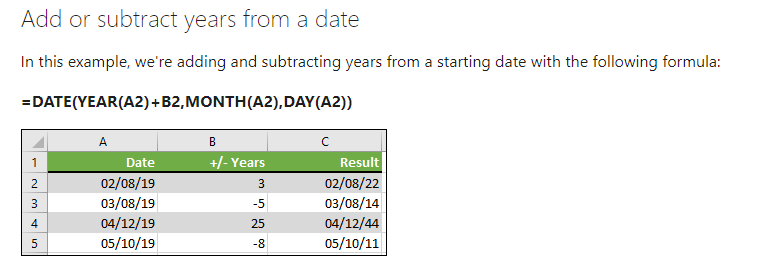 Add or subtract years from a date
In this example, we're adding and subtracting years from a starting date with the following formula:
=DATE(YEAR(A2)+B2,MONTH(A2),DAY(A2))
A B C
1 Date +/- Years Result
2 02/08/19 3 02/08/22
3 03/08/19 -5 03/08/14
4 04/12/19 25 04/12/44
5 05/10/19 -8 05/10/11